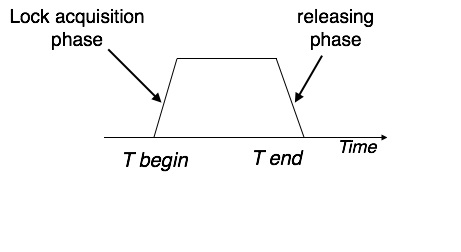 Lock acquisition
phase
releasing
phase
T begin
T end
Time